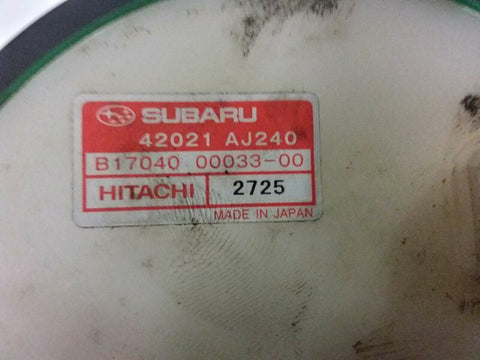 SUBARU
42021 AJ240
B17040 00033-00
HITACHI 2725
MADE IN JAPAN